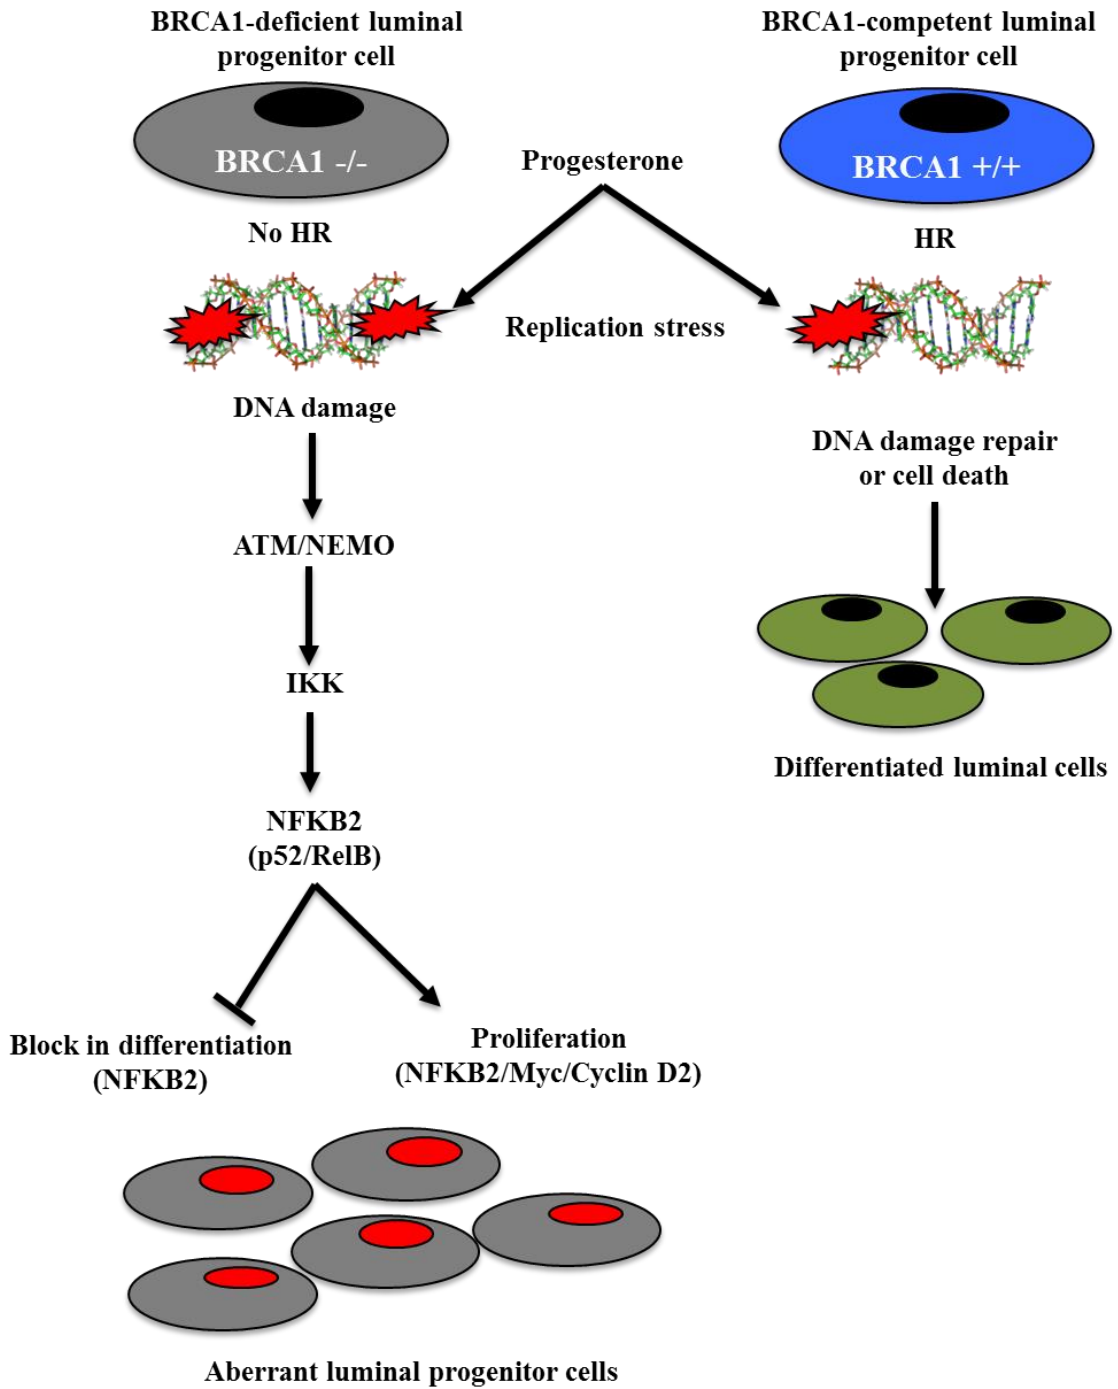 BRCA1-deficient luminal
progenitor cell
BRCA1 -/-
No HR
BRCA1-competent luminal
progenitor cell
BRCA1 +/+
HR
Progesterone
Replication stress
DNA damage
ATM/NEMO
IKK
NFKB2
(p52/RelB)
Block in differentiation
(NFKB2)
Proliferation
(NFKB2/Myc/Cyclin D2)
Aberrant luminal progenitor cells
DNA damage repair
or cell death
Differentiated luminal cells